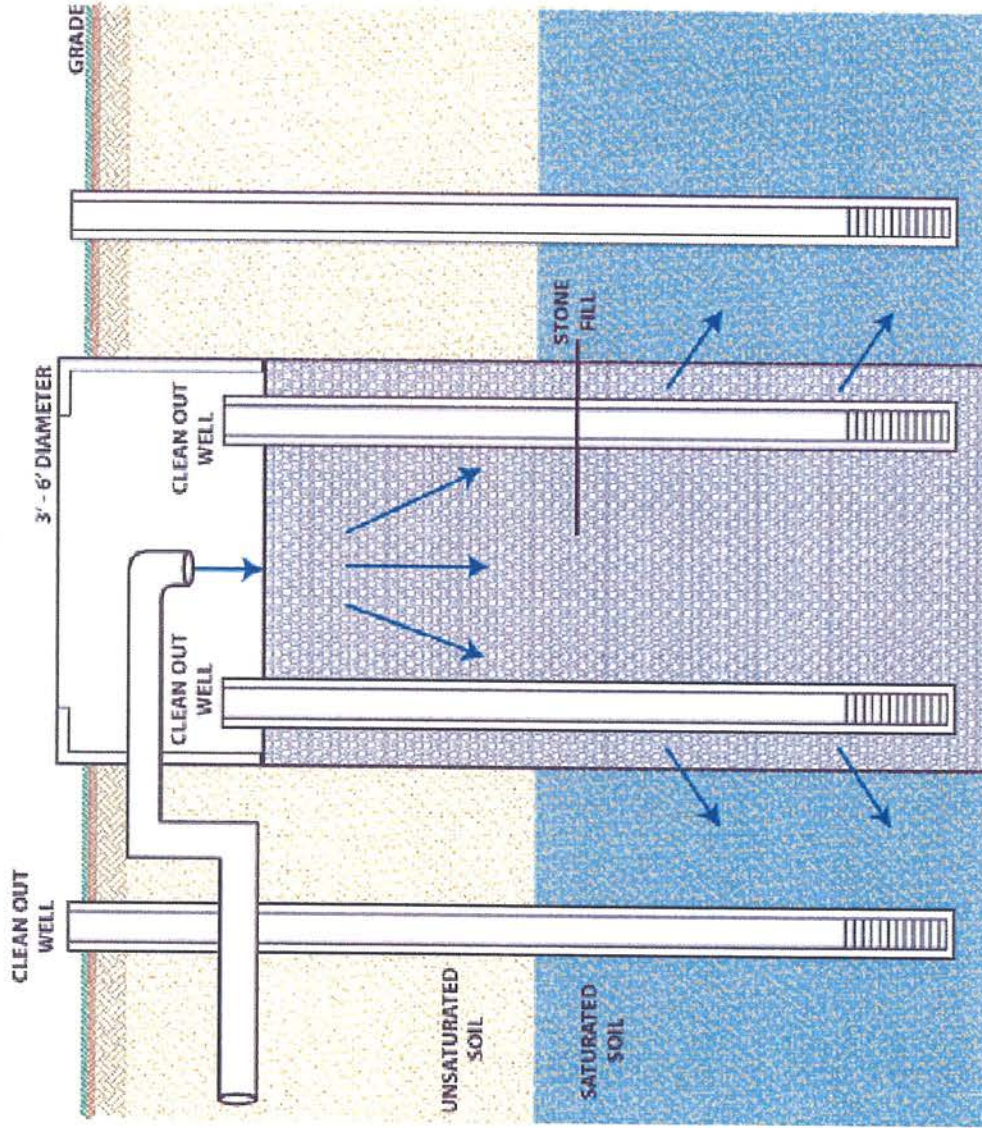 GRADE
3' - 6' DIAMETER
CLEAN OUT
WELL
CLEAN OUT
WELL
CLEAN OUT
WELL
STONE
FILL
UNSATURATED
SOIL
SATURATED
SOIL